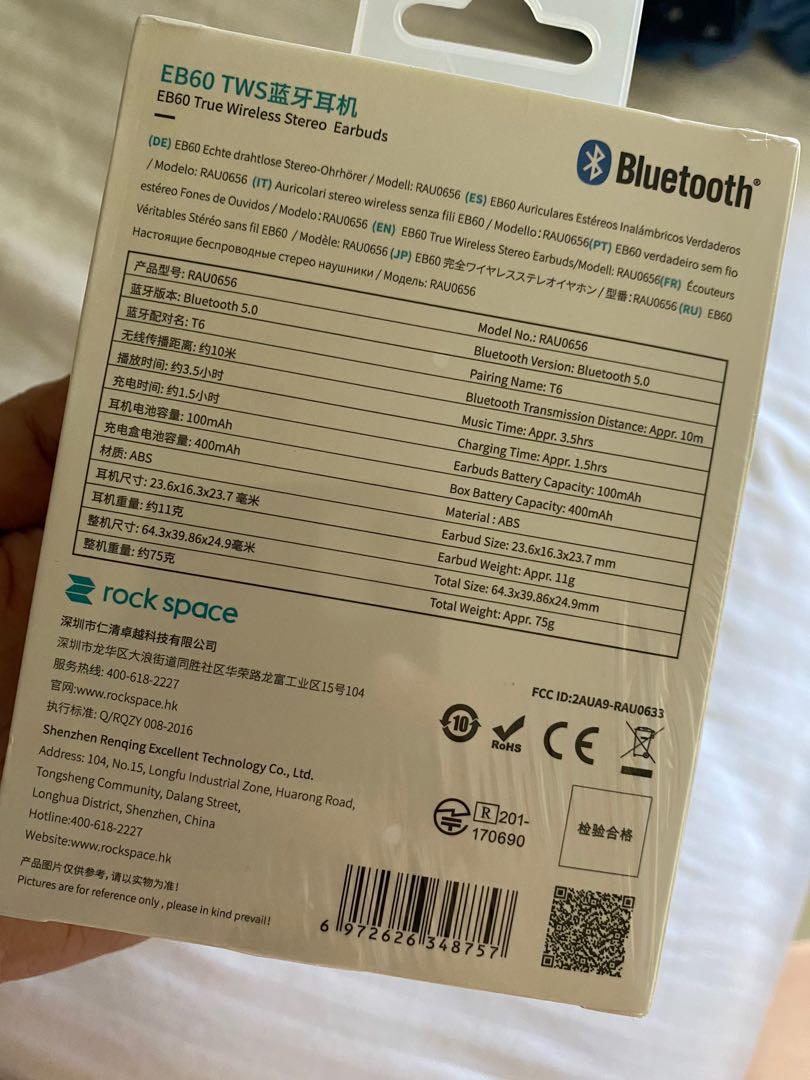 EB60 TWS蓝牙耳机
EB60 True Wireless Stereo Earbuds
Bluetooth®
(DE) EB60 Echte drahtlose Stereo-Ohrhörer / Modell: RAU0656 (ES) EB60 Auriculares Estéreos Inalámbricos Verdaderos
/ Modelo: RAU0656 (IT) Auricolari stereo wireless senza fili EB60 / Modello: RAU0656(PT) EB60 verdadeiro sem fio
estéreo Fones de Ouvidos / Modelo: RAU0656 (EN) EB60 True Wireless Stereo Earbuds/Modell: RAU0656(FR) Écouteurs
Véritables Stéréo sans fil EB60 / Modèle: RAU0656 (JP) EB60 完全ワイヤレスステレオイヤホン / 型番: RAU0656 (RU) EB60
Настоящие беспроводные стерео наушники / Модель: RAU0656
产品型号: RAU0656
Model No.: RAU0656
蓝牙版本: Bluetooth 5.0
Bluetooth Version: Bluetooth 5.0
蓝牙配对名: T6
Pairing Name: T6
无线传播距离: 约10米
Bluetooth Transmission Distance: Appr. 10m
播放时间: 约3.5小时
Music Time: Appr. 3.5hrs
充电时间: 约1.5小时
Charging Time: Appr. 1.5hrs
耳机电池容量: 100mAh
Earbuds Battery Capacity: 100mAh
充电盒电池容量: 400mAh
Box Battery Capacity: 400mAh
材质: ABS
Material : ABS
耳机尺寸: 23.6x16.3x23.7 毫米
Earbud Size: 23.6x16.3x23.7 mm
耳机重量: 约11克
Earbud Weight: Appr. 11g
整机尺寸: 64.3x39.86x24.9毫米
Total Size: 64.3x39.86x24.9mm
整机重量: 约75克
Total Weight: Appr. 75g
rock space
深圳市仁清卓越科技有限公司
深圳市龙华区大浪街道同胜社区华荣路龙富工业区15号104
服务热线: 400-618-2227
官网:www.rockspace.hk
执行标准: Q/RQZY 008-2016
Shenzhen Renqing Excellent Technology Co., Ltd.
Address: 104, No.15, Longfu Industrial Zone, Huarong Road,
Tongsheng Community, Dalang Street,
Longhua District, Shenzhen, China
Hotline:400-618-2227
Website:www.rockspace.hk
产品图片仅供参考, 请以实物为准!
Pictures are for reference only , please in kind prevail!
FCC ID:2AUA9-RAU0633
10
RoHS
CE
R 201-
170690
检验合格
6 972626 348757